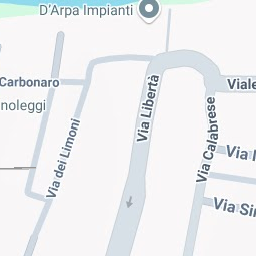 D'Arpa Impianti
Carbonaro
noleggi
Viale
Via Libertà
Via Calabrese
Via dei Limoni
Via
Via Si